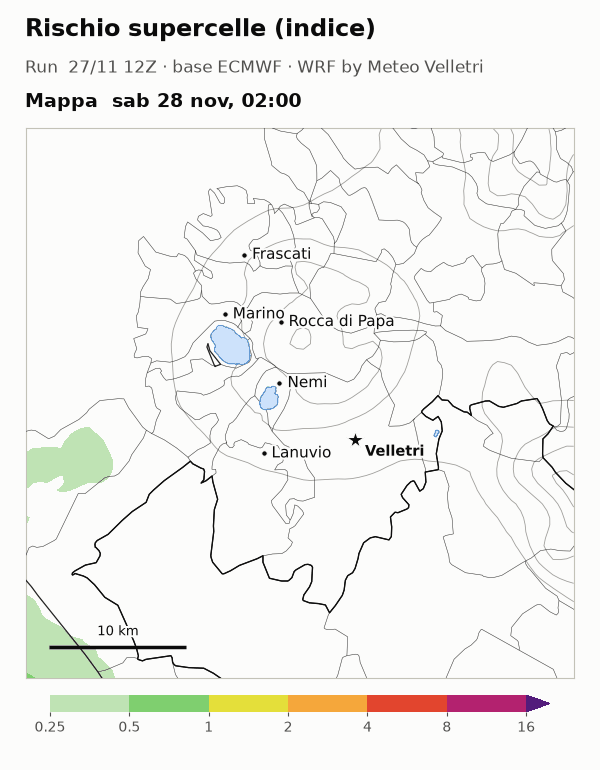 Rischio supercelle (indice)
Run  27/11 12Z · base ECMWF · WRF by Meteo Velletri
Mappa  sab 28 nov, 02:00
Frascati
Marino
Rocca di Papa
Nemi
Velletri
Lanuvio
10 km
0.25 0.5 1 2 4 8 16